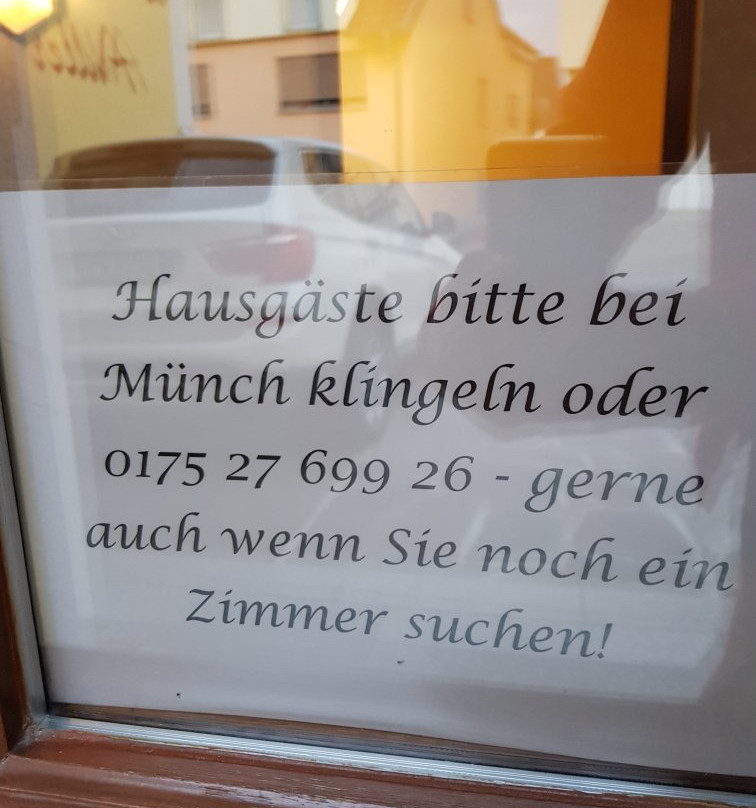 Hausgäste bitte bei
Münch klingeln oder
0175 27 699 26 - gerne
auch wenn Sie noch ein
Zimmer suchen!